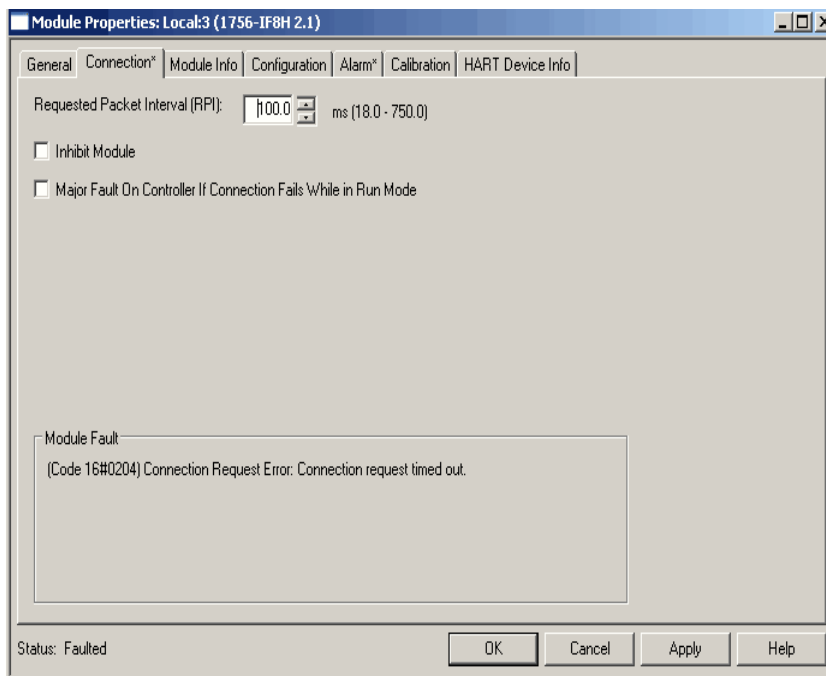 Module Properties: Local:3 (1756-IF8H 2.1)
General Connection* Module Info Configuration Alarm* Calibration HART Device Info
Requested Packet Interval (RPI): 100.0 ms (18.0 - 750.0)
Inhibit Module
Major Fault On Controller If Connection Fails While in Run Mode
Module Fault
(Code 16#0204) Connection Request Error: Connection request timed out.
Status: Faulted OK Cancel Apply Help